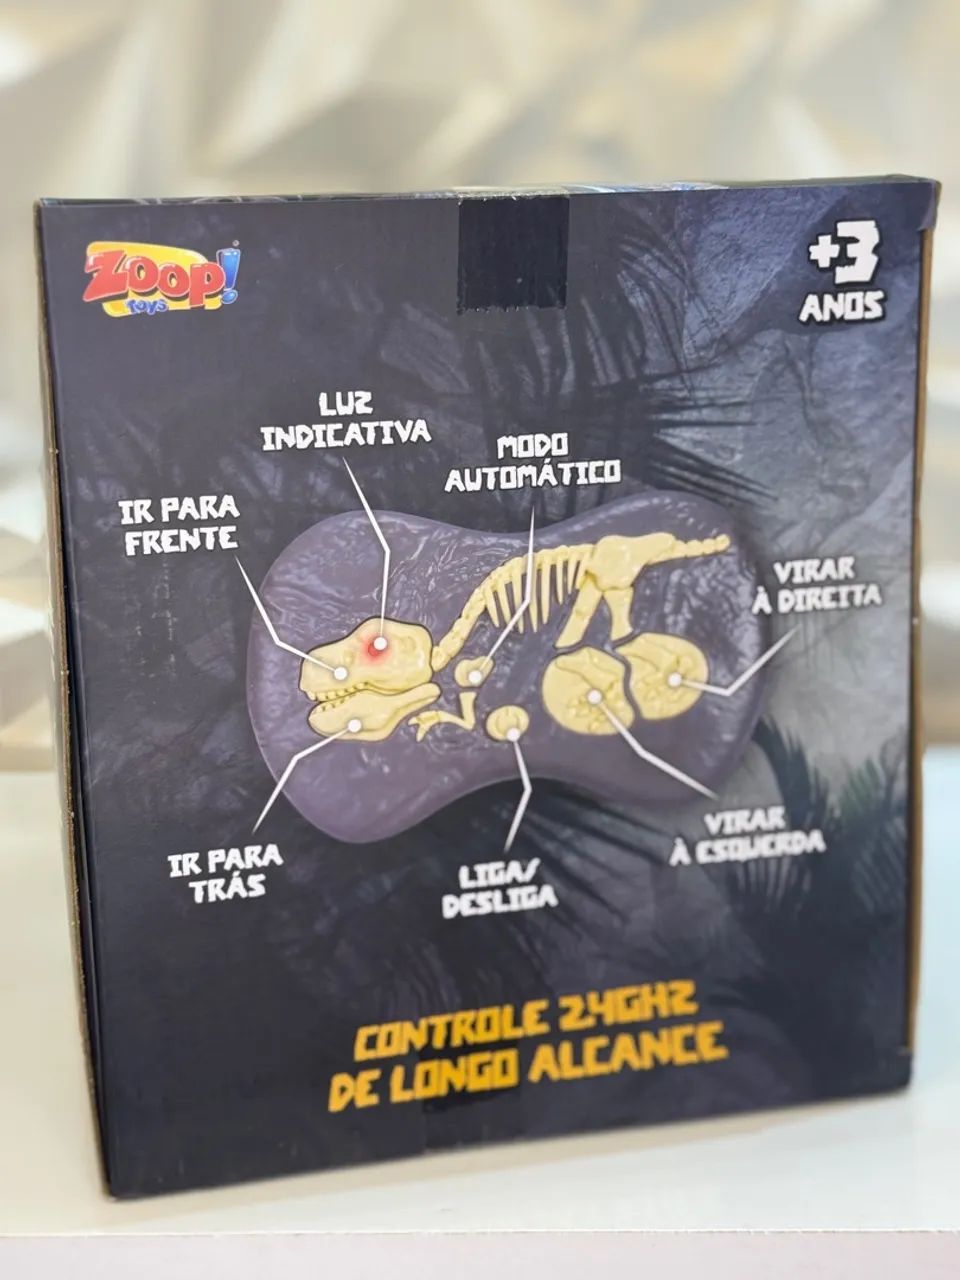 ZOOP!
TOYS
+3
ANOS
LUZ
INDICATIVA
MODO
AUTOMÁTICO
IR PARA
FRENTE
VIRAR
À DIREITA
IR PARA
TRÁS
LIGA/
DESLIGA
VIRAR
À ESQUERDA
CONTROLE 2.4GHZ
DE LONGO ALCANCE